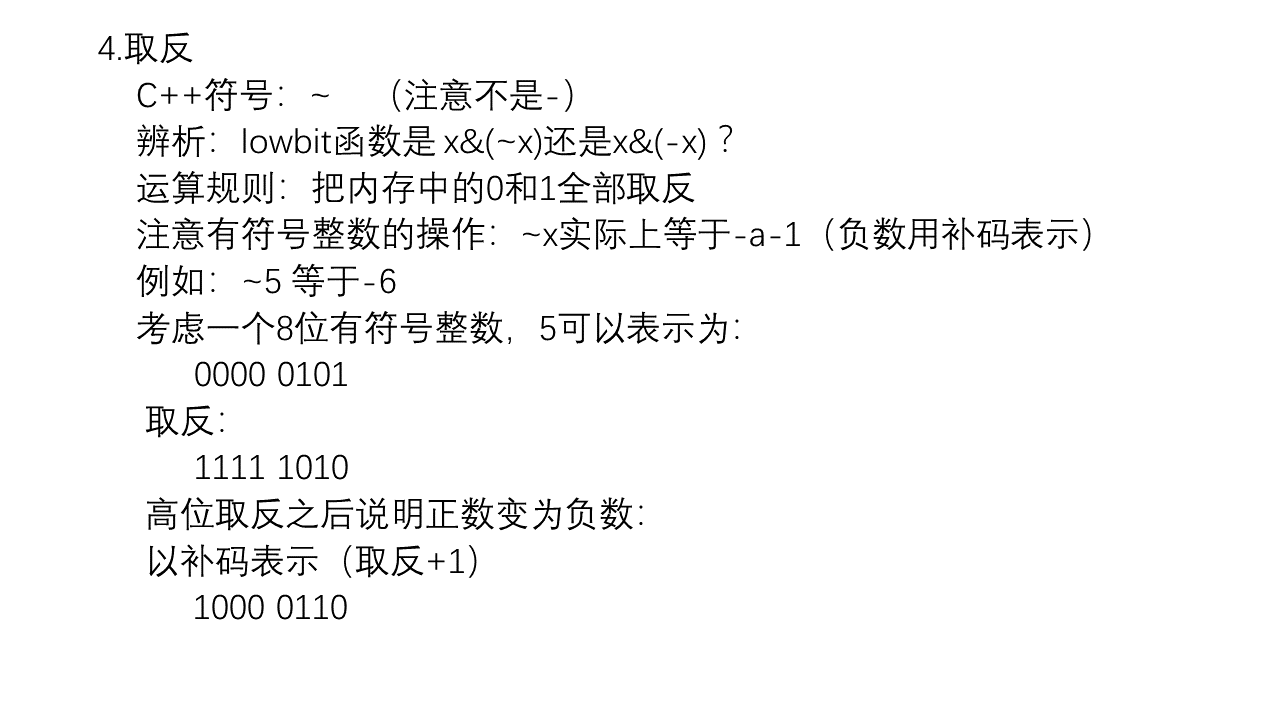 4.取反
C++符号：~ （注意不是-）
辨析：lowbit函数是 x&(~x)还是x&(-x)？
运算规则：把内存中的0和1全部取反
注意有符号整数的操作：~x实际上等于-a-1（负数用补码表示）
例如：~5 等于-6
考虑一个8位有符号整数，5可以表示为：
0000 0101
取反：
1111 1010
高位取反之后说明正数变为负数：
以补码表示（取反+1）
1000 0110